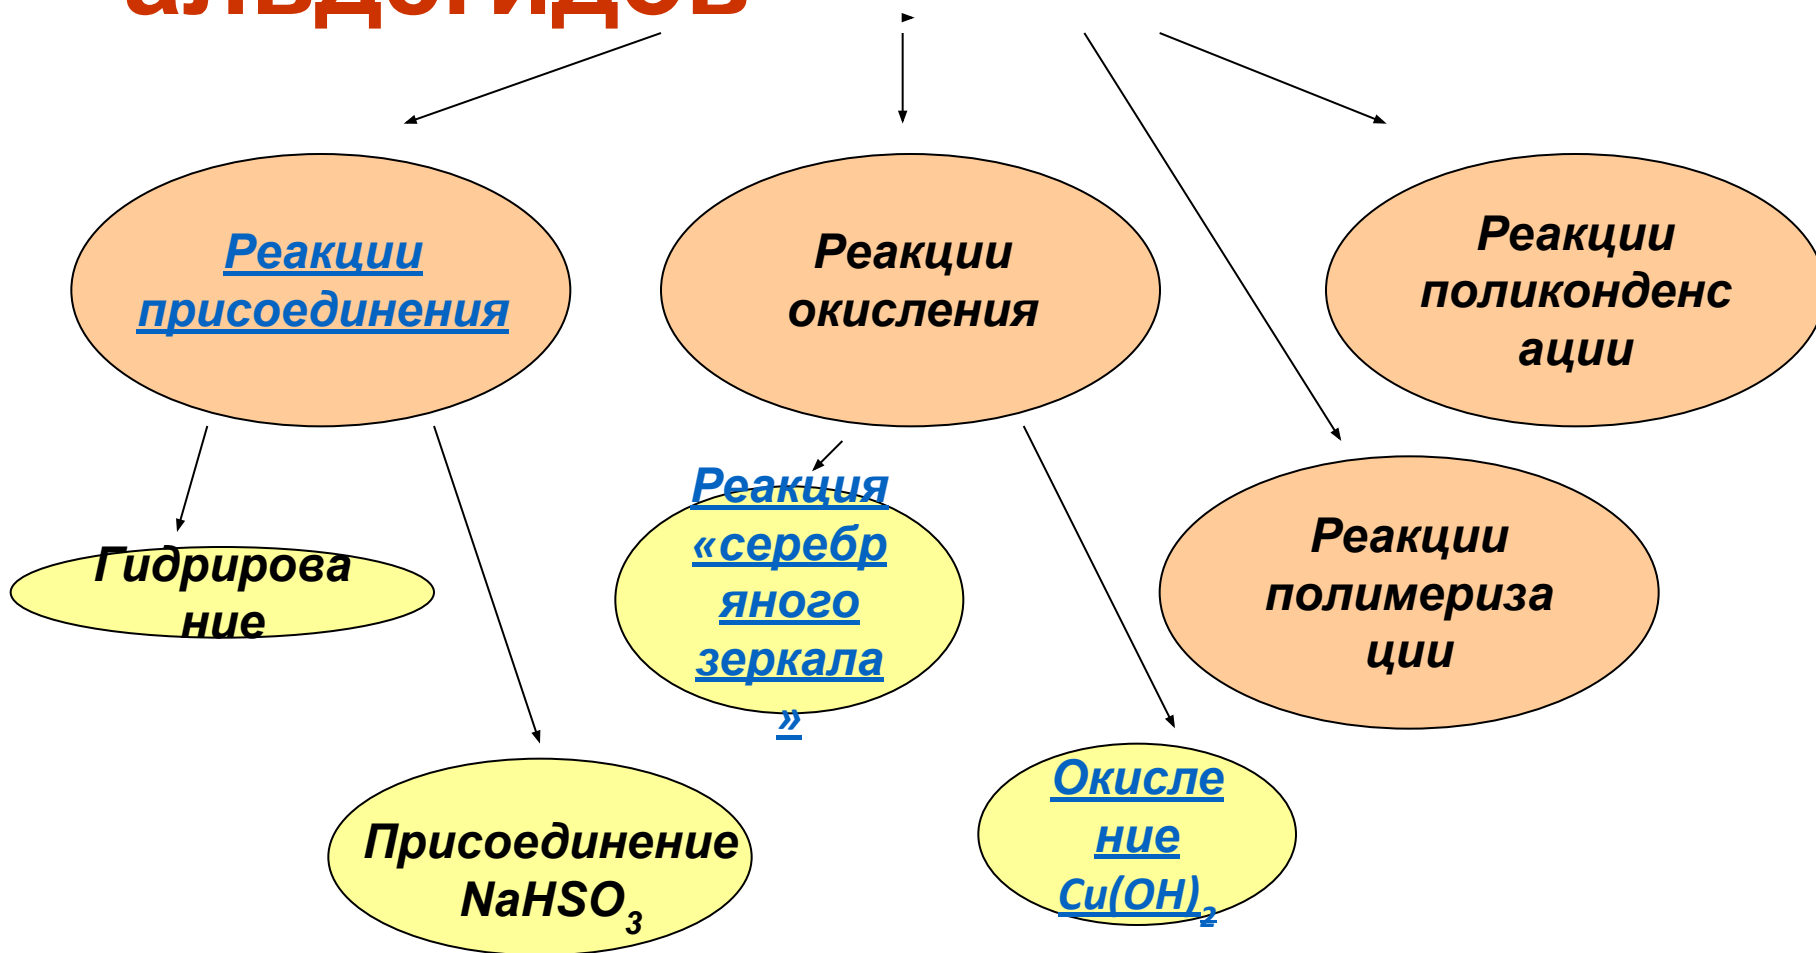 альдегидов
Реакции
присоединения
Реакции
окисления
Реакции
поликонденс
ации
Реакция
«серебр
яного
зеркала
»
Гидрирова
ние
Реакции
полимериза
ции
Присоединение
NaHSO₃
Окисле
ние
Cu(OH)₂